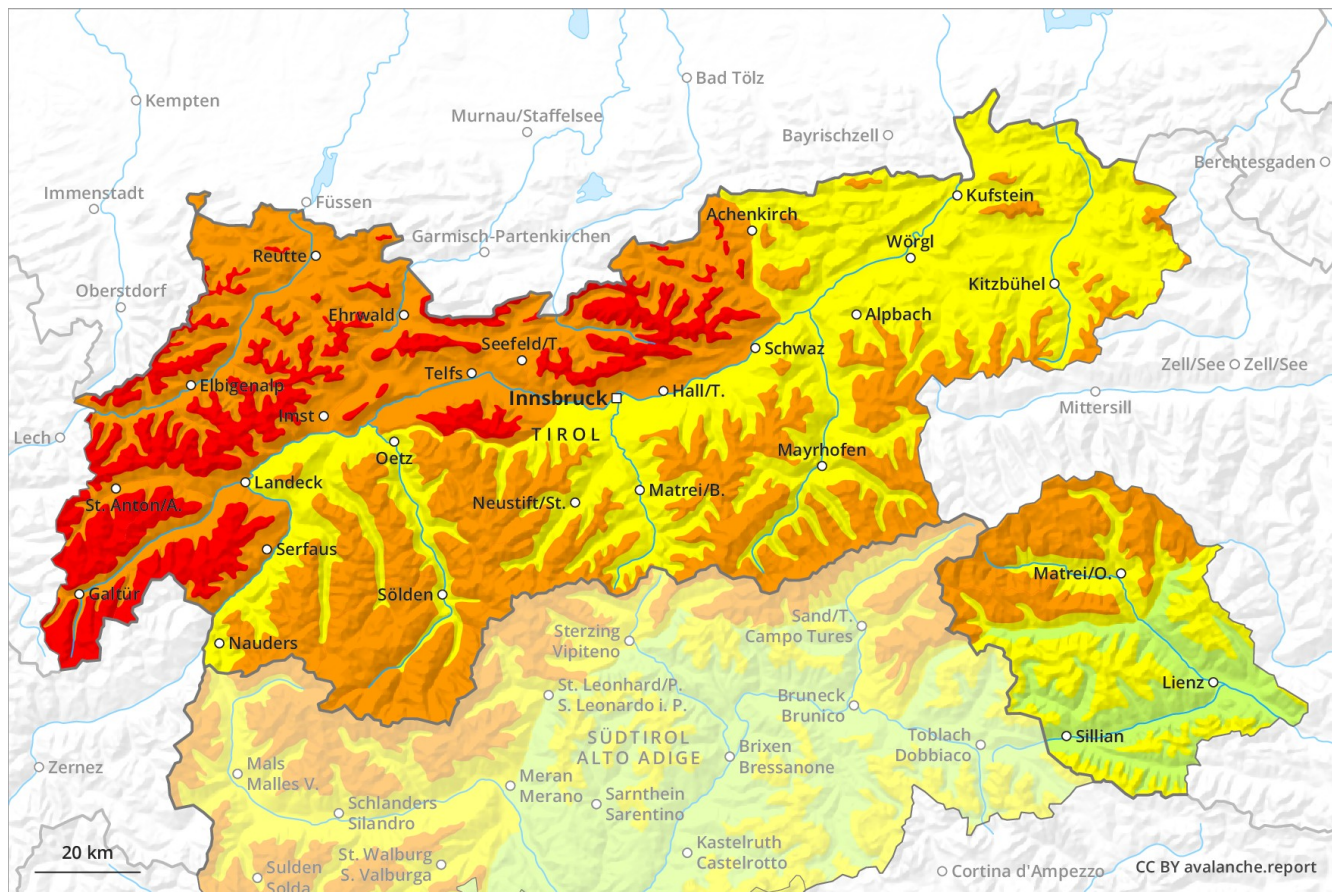 Bad Tölz
Kempten
Murnau/Staffelsee
Bayrischzell
Berchtesgaden
Immenstadt
Füssen
Achenkirch
Kufstein
Garmisch-Partenkirchen
Wörgl
Reutte
Kitzbühel
Oberstdorf
Ehrwald
Alpbach
Seefeld/T.
Schwaz
Zell/See
Zell/See
Telfs
Elbigenalp
Hall/T.
Innsbruck
Mittersill
Imst
Lech
TIROL
Mayrhofen
Oetz
Landeck
Matrei/B.
Neustift/St.
St. Anton/A.
Serfaus
Matrei/O.
Galtür
Sölden
Sand/T.
Campo Tures
Sterzing
Vipiteno
Nauders
Lienz
St. Leonhard/P.
S. Leonardo i. P.
Bruneck
Brunico
SÜDTIROL
ALTO ADIGE
Toblach
Dobbiaco
Sillian
Brixen
Bressanone
Zernez
Mals
Malles V.
Meran
Merano
Sarnthein
Sarentino
Schlanders
Silandro
Kastelruth
Castelrotto
20 km
St. Walburg
S. Valburga
Sulden
Solda
Cortina d'Ampezzo
CC BY avalanche.report